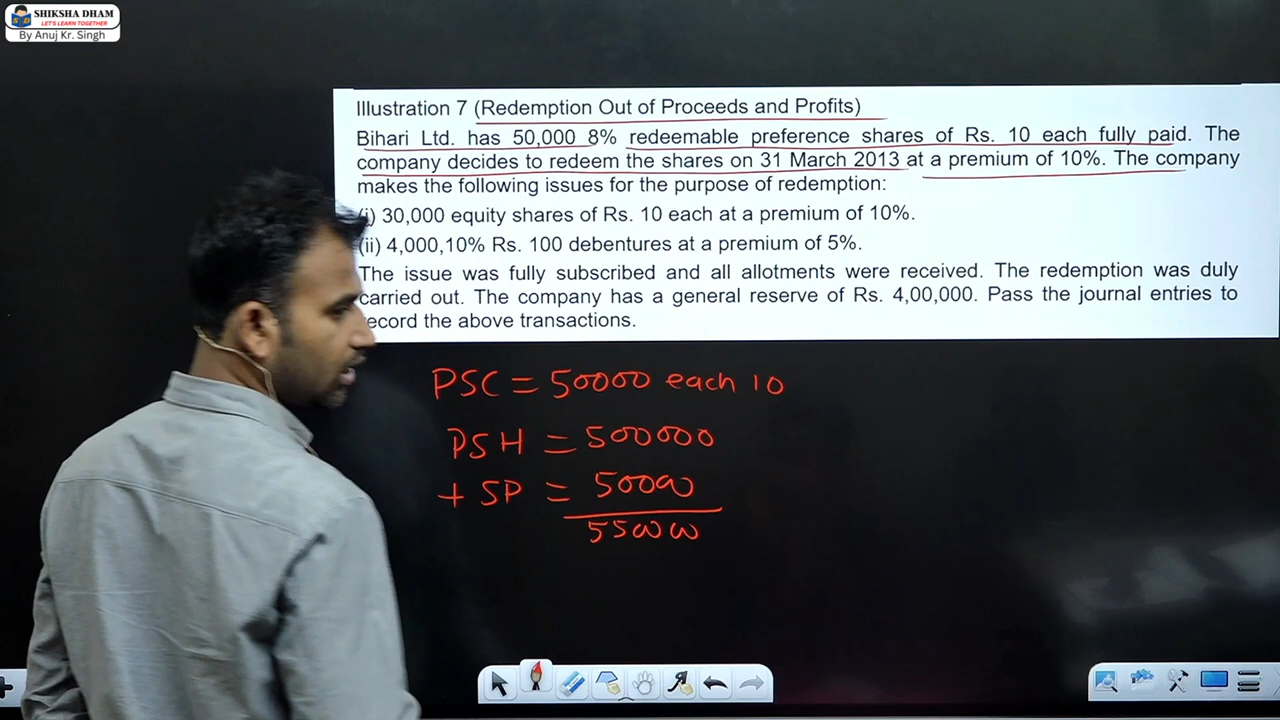 SHIKSHA DHAM
LET'S LEARN TOGETHER
By Anuj Kr. Singh
Illustration 7 (Redemption Out of Proceeds and Profits)
Bihari Ltd. has 50,000 8% redeemable preference shares of Rs. 10 each fully paid. The
company decides to redeem the shares on 31 March 2013 at a premium of 10%. The company
makes the following issues for the purpose of redemption:
(i) 30,000 equity shares of Rs. 10 each at a premium of 10%.
(ii) 4,000,10% Rs. 100 debentures at a premium of 5%.
The issue was fully subscribed and all allotments were received. The redemption was duly
carried out. The company has a general reserve of Rs. 4,00,000. Pass the journal entries to
record the above transactions.
PSC = 50000 each 10
PSH = 500000
+ SP = 50000
550000